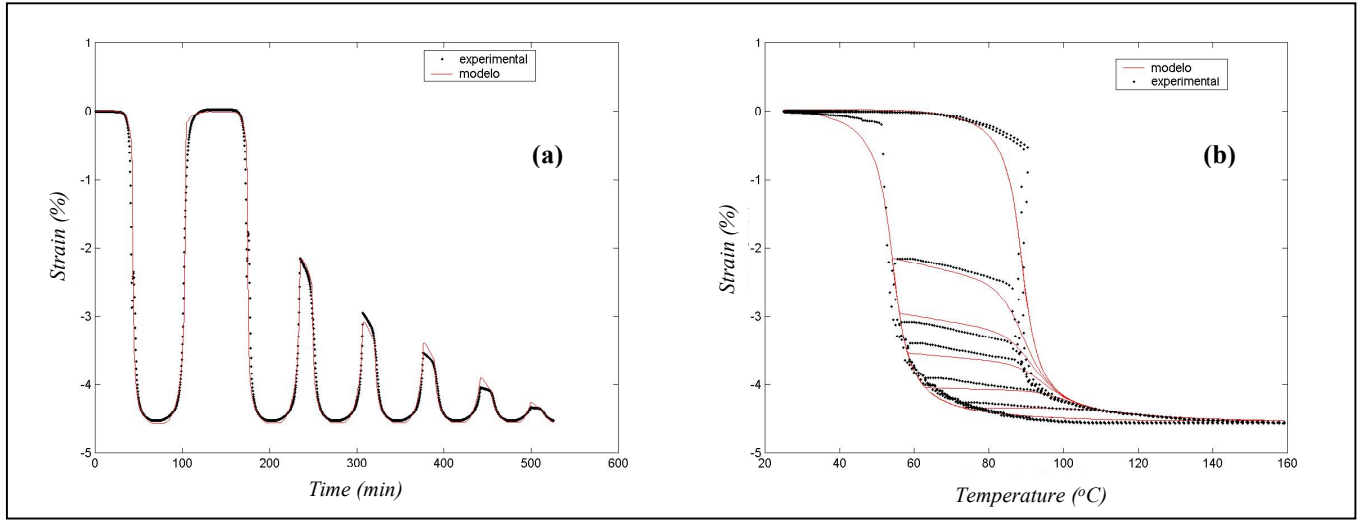 1
0
-1
-2
-3
-4
-5
Strain (%)
experimental
modelo
(a)
0 100 200 300 400 500 600
Time (min)
1
0
-1
-2
-3
-4
-5
Strain (%)
modelo
experimental
(b)
20 40 60 80 100 120 140 160
Temperature (ºC)